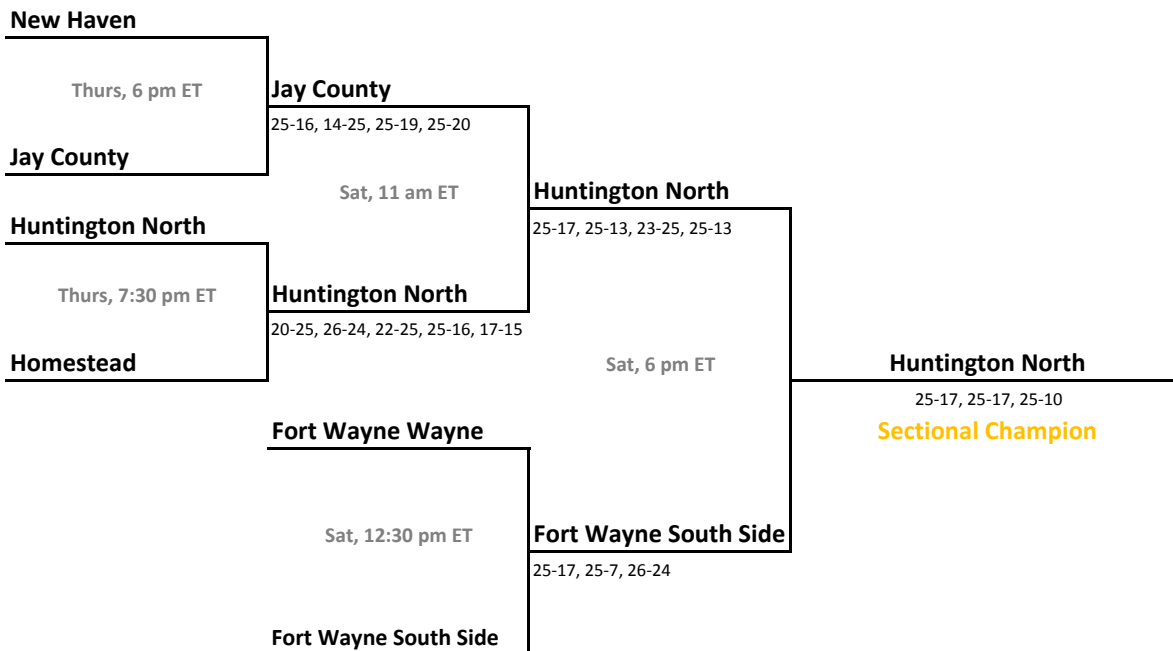 New Haven
Thurs, 6 pm ET
Jay County
25-16, 14-25, 25-19, 25-20
Jay County
Sat, 11 am ET
Huntington North
Huntington North
25-17, 25-13, 23-25, 25-13
Thurs, 7:30 pm ET
Huntington North
20-25, 26-24, 22-25, 25-16, 17-15
Homestead
Sat, 6 pm ET
Huntington North
25-17, 25-17, 25-10
Fort Wayne Wayne
Sectional Champion
Sat, 12:30 pm ET
Fort Wayne South Side
25-17, 25-7, 26-24
Fort Wayne South Side